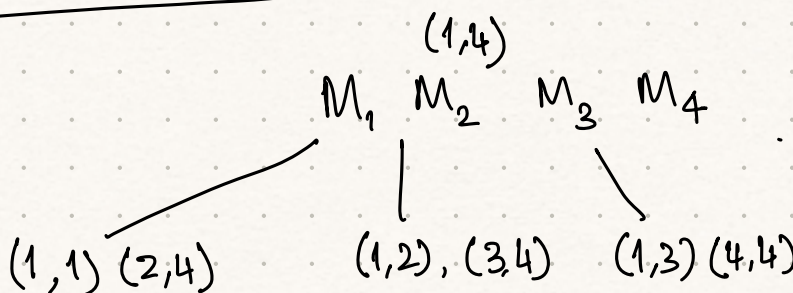 (1,4)
M₁ M₂ M₃ M₄
(1,1) (2,4) (1,2), (3,4) (1,3) (4,4)